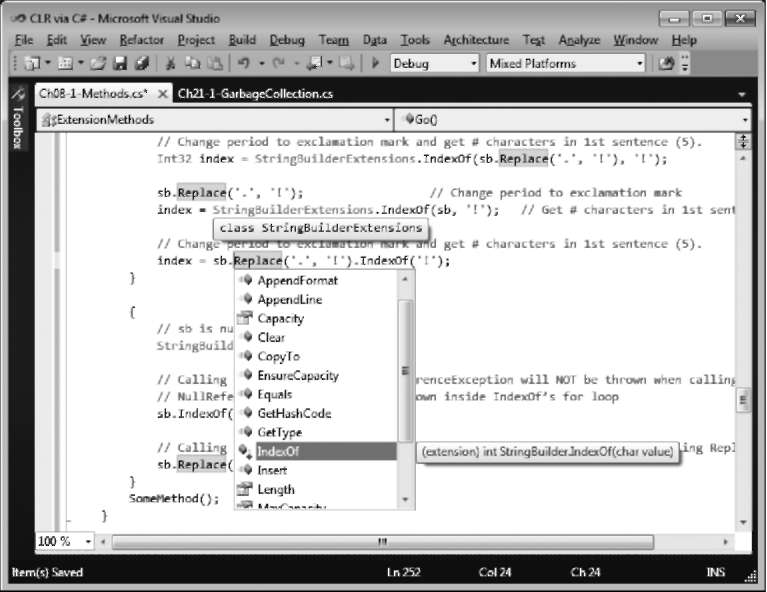 CLR via C# - Microsoft Visual Studio
File Edit View Refactor Project Build Debug Team Data Tools Architecture Test Analyze Window Help
Debug Mixed Platforms
Ch08-1-Methods.cs* Ch21-1-GarbageCollection.cs
Toolbox
ExtensionMethods Go()
// Change period to exclamation mark and get # characters in 1st sentence (5).
Int32 index = StringBuilderExtensions.IndexOf(sb.Replace('.', '!'), '!');
sb.Replace('.', '!'); // Change period to exclamation mark
index = StringBuilderExtensions.IndexOf(sb, '!'); // Get # characters in 1st sent
class StringBuilderExtensions
// Change period to exclamation mark and get # characters in 1st sentence (5).
index = sb.Replace('.', '!').IndexOf('!');
}
AppendFormat
AppendLine
{
Capacity
// sb is nu
Clear
StringBuild
CopyTo
EnsureCapacity
// Calling renceException will NOT be thrown when calling
Equals
// NullRefe own inside IndexOf's for loop
GetHashCode
sb.IndexOf(
GetType
// Calling ling Repl
IndexOf
(extension) int StringBuilder.IndexOf(char value)
sb.Replace(
Insert
}
Length
SomeMethod();
MaxCapacity
}
100 %
Item(s) Saved Ln 252 Col 24 Ch 24 INS